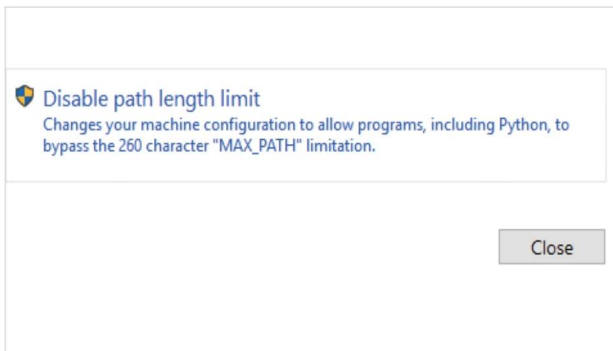 Disable path length limit
Changes your machine configuration to allow programs, including Python, to
bypass the 260 character "MAX_PATH" limitation.
Close